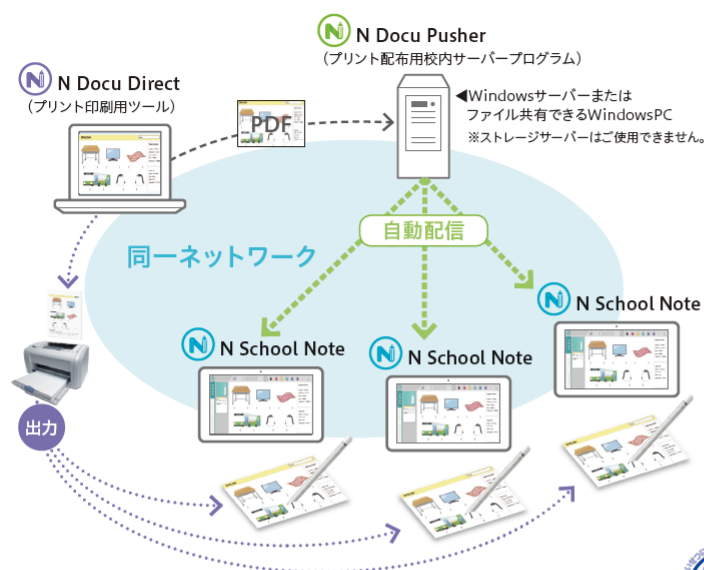 N Docu Pusher
（プリント配布用校内サーバープログラム）
N Docu Direct
（プリント印刷用ツール）
PDF
◀Windowsサーバーまたは
ファイル共有できるWindowsPC
※ストレージサーバーはご使用できません。
自動配信
同一ネットワーク
N School Note
N School Note
N School Note
出力